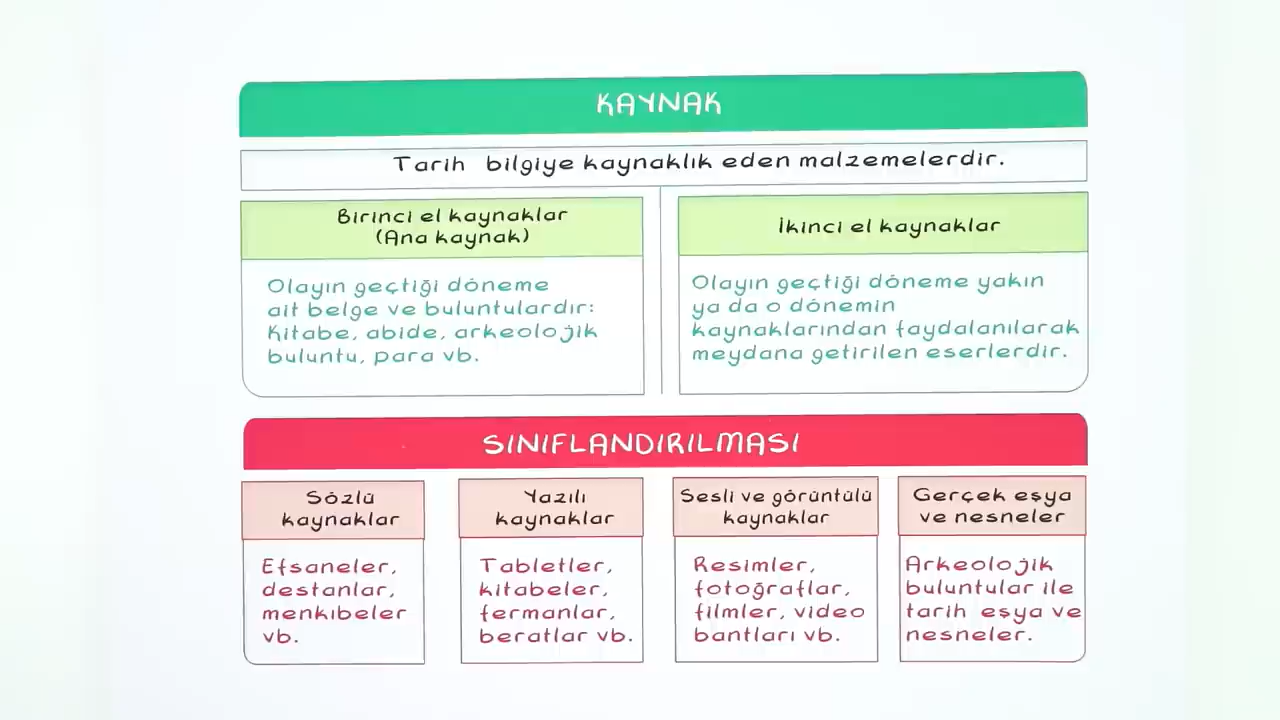 KAYNAK
Tarih bilgiye kaynaklık eden malzemelerdir.
Birinci el kaynaklar
(Ana kaynak)
Olayın geçtiği döneme
ait belge ve buluntulardır:
Kitabe, abide, arkeolojik
buluntu, para vb.
İkinci el kaynaklar
Olayın geçtiği döneme yakın
ya da o dönemin
kaynaklarından faydalanılarak
meydana getirilen eserlerdir.
SINIFLANDIRILMASI
Sözlü
kaynaklar
Efsaneler,
destanlar,
menkıbeler
vb.
Yazılı
kaynaklar
Tabletler,
kitabeler,
fermanlar,
beratlar vb.
Sesli ve görüntülü
kaynaklar
Resimler,
fotoğraflar,
filmler, video
bantları vb.
Gerçek eşya
ve nesneler
Arkeolojik
buluntular ile
tarih eşya ve
nesneler.